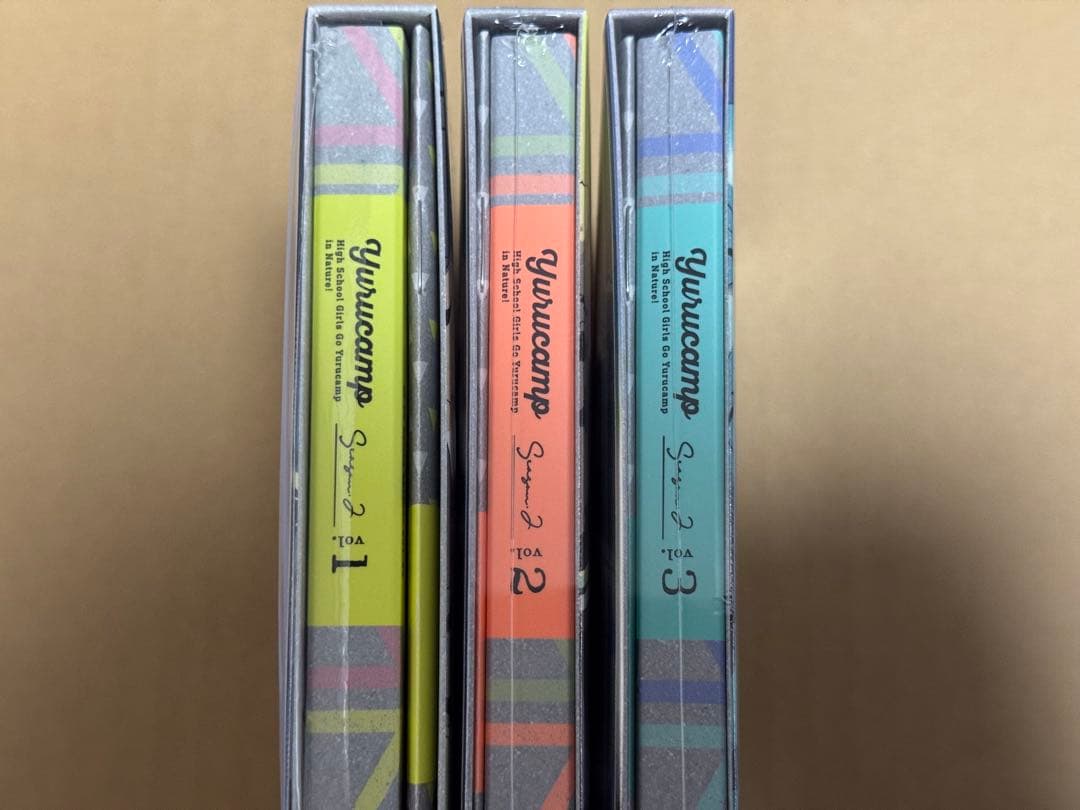 Yurucamp
High School Girls Go Yurucamp
in Nature!
Season 2
vol. 1
Yurucamp
High School Girls Go Yurucamp
in Nature!
Season 2
vol. 2
Yurucamp
High School Girls Go Yurucamp
in Nature!
Season 2
vol. 3